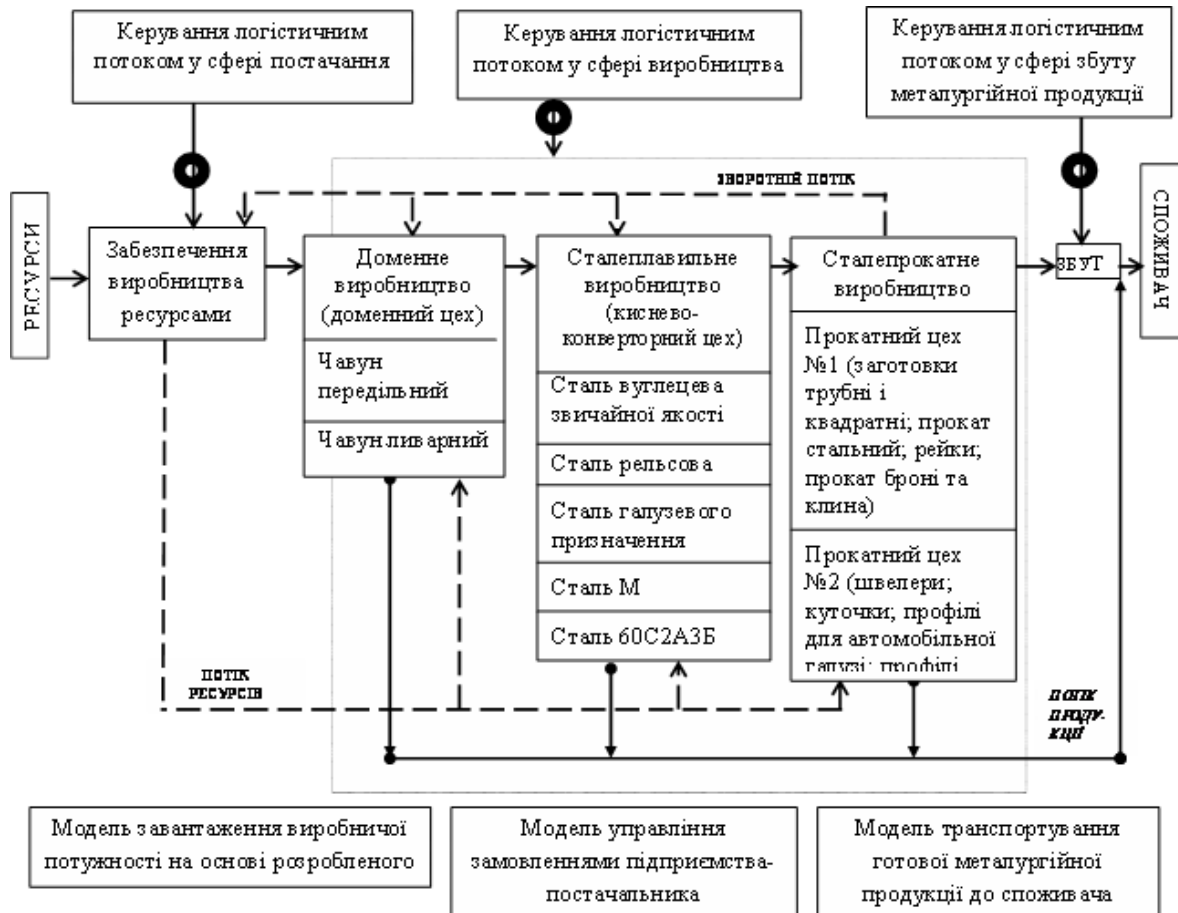 Керування логістичним
потоком у сфері постачання
Керування логістичним
потоком у сфері виробництва
Керування логістичним
потоком у сфері збуту
металургійної продукції
ЗВОРОТНІЙ ПОТІК
РЕСУРСИ
Забезпечення
виробництва
ресурсами
Доменне
виробництво
(доменний цех)
Чавун
передільний
Чавун ливарний
Сталеплавильне
виробництво
(киснево-
конверторний цех)
Сталь вуглецева
звичайної якості
Сталь рельсова
Сталь галузевого
призначення
Сталь М
Сталь 60С2А3Б
Сталепрокатне
виробництво
Прокатний цех
№1 (заготовки
трубні і
квадратні; прокат
стальний; рейки;
прокат броні та
клина)
Прокатний цех
№2 (швелери;
куточки; профілі
для автомобільної
галузі; профілі
ЗБУТ
СПОЖИВАЧ
ПОТІК
РЕСУРСІВ
ПОТІК
ПРОДУ-
КЦІЇ
Модель завантаження виробничої
потужності на основі розробленого
Модель управління
замовленнями підприємства-
постачальника
Модель транспортування
готової металургійної
продукції до споживача